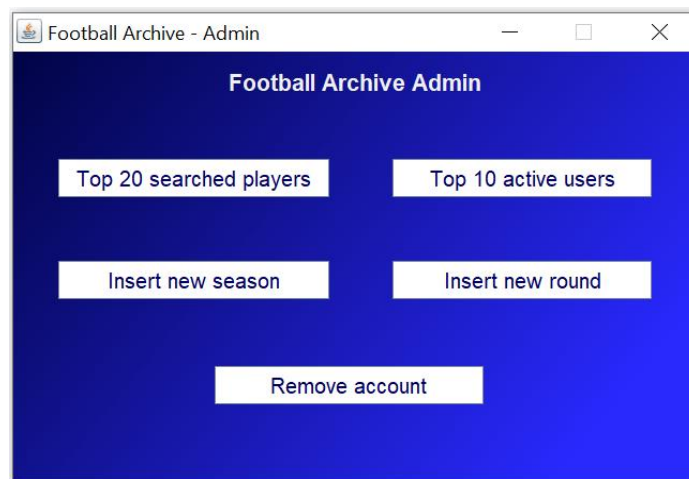 Football Archive - Admin
Football Archive Admin
Top 20 searched players
Top 10 active users
Insert new season
Insert new round
Remove account